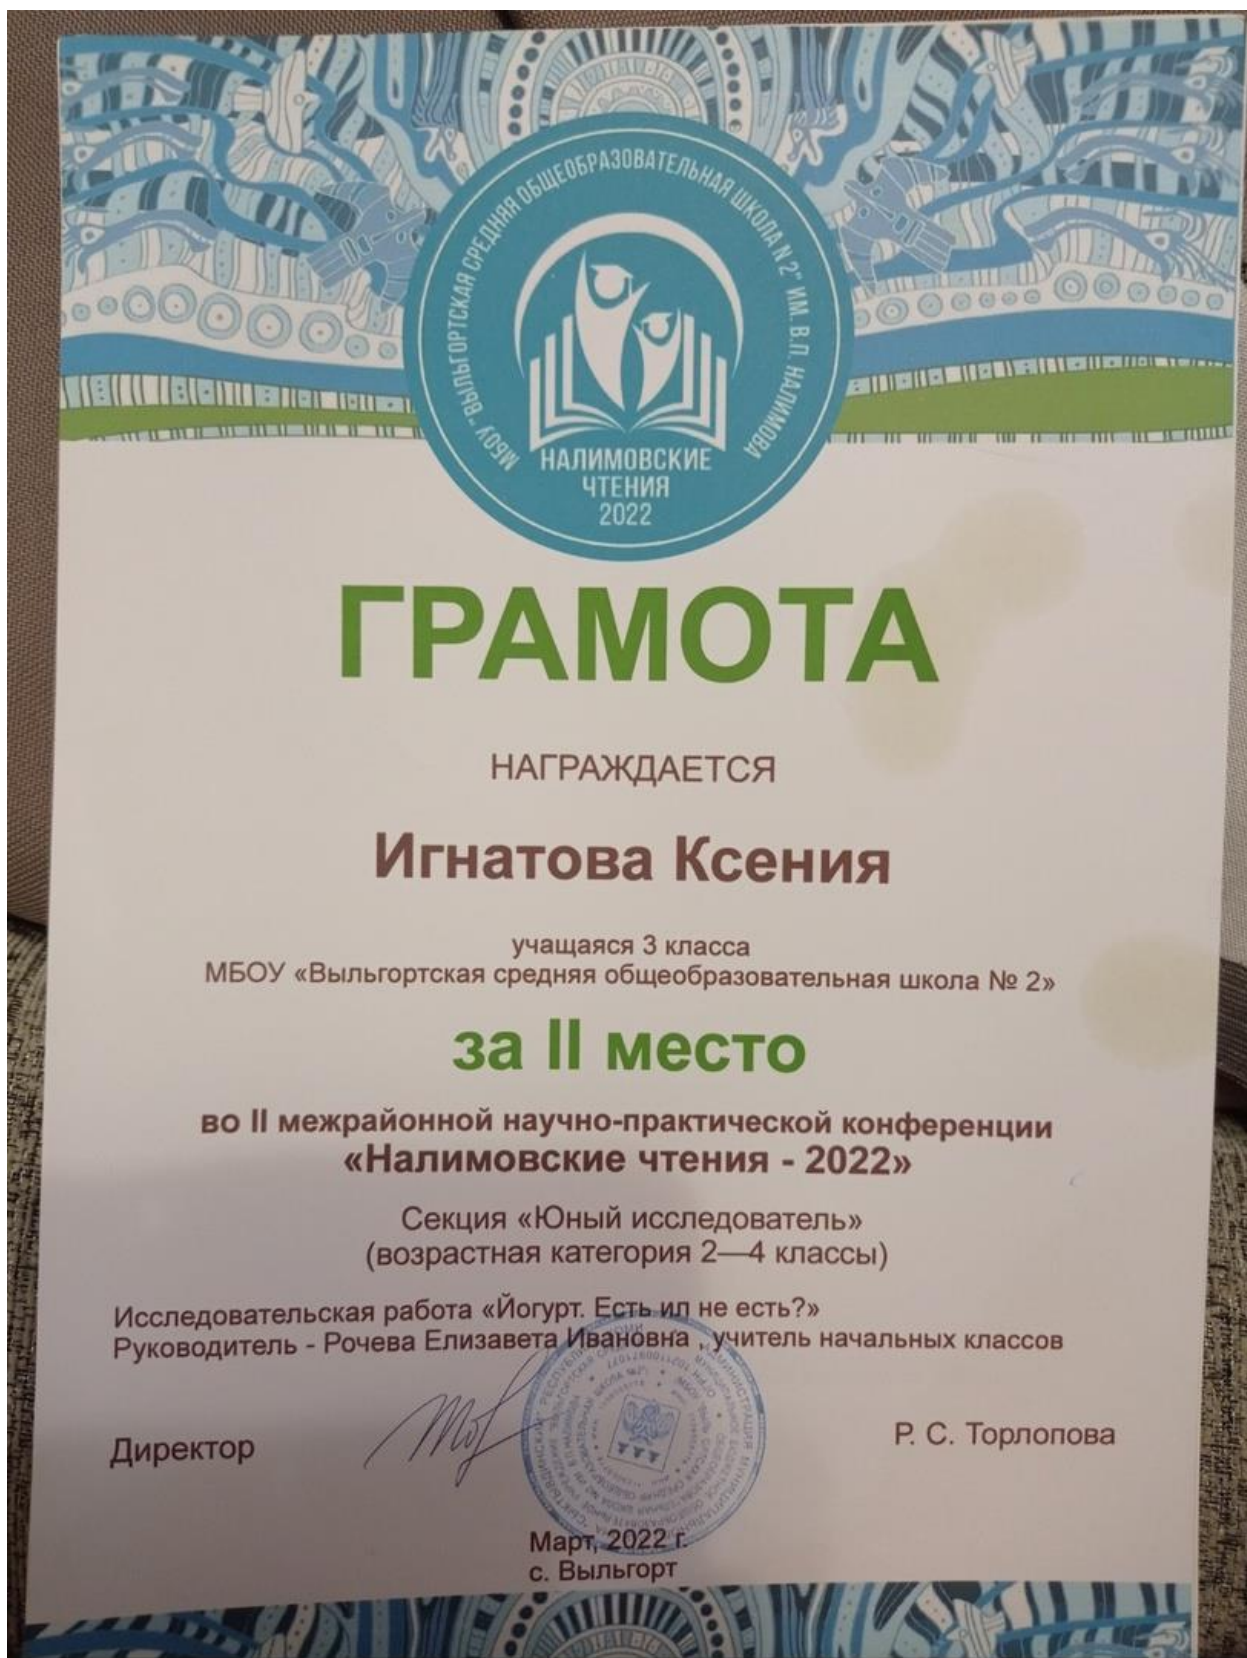 МБОУ "ВЫЛЬГОРТСКАЯ СРЕДНЯЯ ОБЩЕОБРАЗОВАТЕЛЬНАЯ ШКОЛА N 2" ИМ. В.П. НАЛИМОВА
НАЛИМОВСКИЕ
ЧТЕНИЯ
2022
ГРАМОТА
НАГРАЖДАЕТСЯ
Игнатова Ксения
учащаяся 3 класса
МБОУ «Выльгортская средняя общеобразовательная школа № 2»
за II место
во II межрайонной научно-практической конференции
«Налимовские чтения - 2022»
Секция «Юный исследователь»
(возрастная категория 2—4 классы)
Исследовательская работа «Йогурт. Есть ил не есть?»
Руководитель - Рочева Елизавета Ивановна , учитель начальных классов
Директор
Р. С. Торлопова
Март, 2022 г.
с. Выльгорт